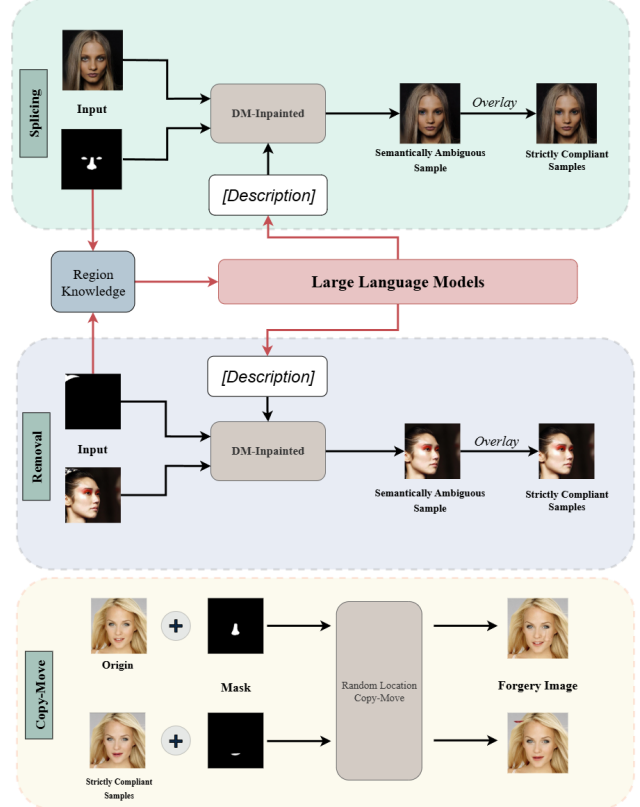 Splicing
Input
DM-Inpainted
Overlay
Semantically Ambiguous
Sample
Strictly Compliant
Samples
[Description]
Region
Knowledge
Large Language Models
Removal
[Description]
Input
DM-Inpainted
Overlay
Semantically Ambiguous
Sample
Strictly Compliant
Samples
Copy-Move
Origin
Mask
Random Location
Copy-Move
Forgery Image
Strictly Compliant
Samples